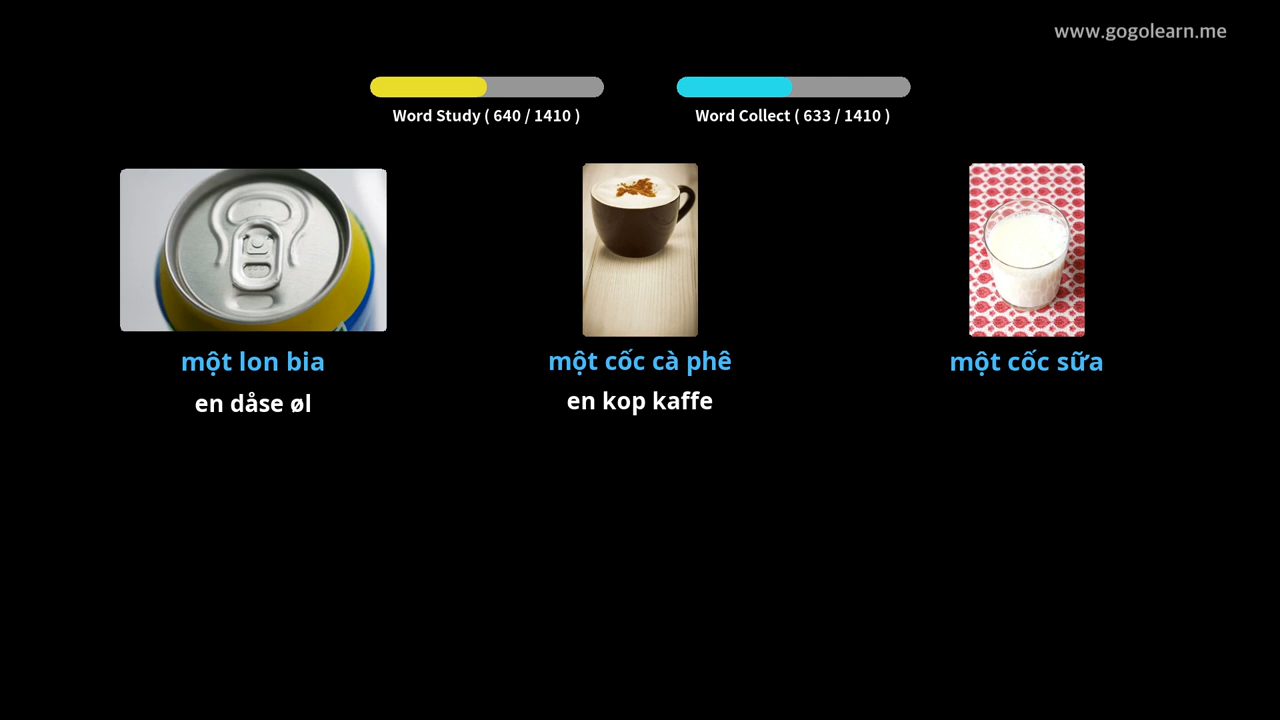 www.gogolearn.me
Word Study ( 640 / 1410 )
Word Collect ( 633 / 1410 )
một lon bia
một cốc cà phê
một cốc sữa
en dåse øl
en kop kaffe